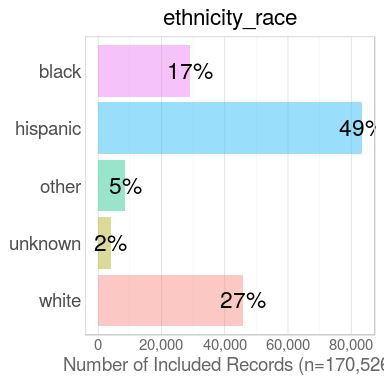 ethnicity_race
black 17%
hispanic 49%
other 5%
unknown 2%
white 27%
0 20,000 40,000 60,000 80,000
Number of Included Records (n=170,526